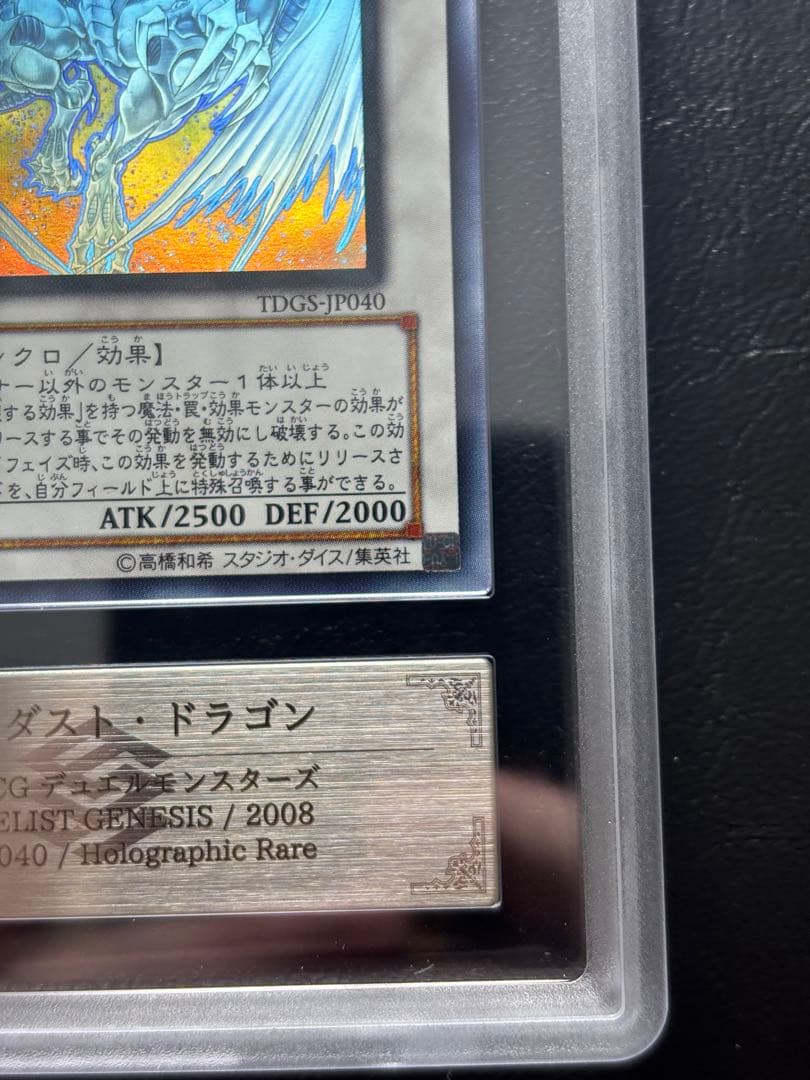 TDGS-JP040
ンクロ／効果】
ナー以外のモンスター1体以上
する効果｣を持つ魔法・罠・効果モンスターの効果が
リースする事でその発動を無効にし破壊する。この効
フェイズ時、この効果を発動するためにリリースさ
を、自分フィールド上に特殊召喚する事ができる。
ATK/2500 DEF/2000
©高橋和希 スタジオ・ダイス/集英社
ダスト・ドラゴン
CG デュエルモンスターズ
ELIST GENESIS / 2008
040 / Holographic Rare